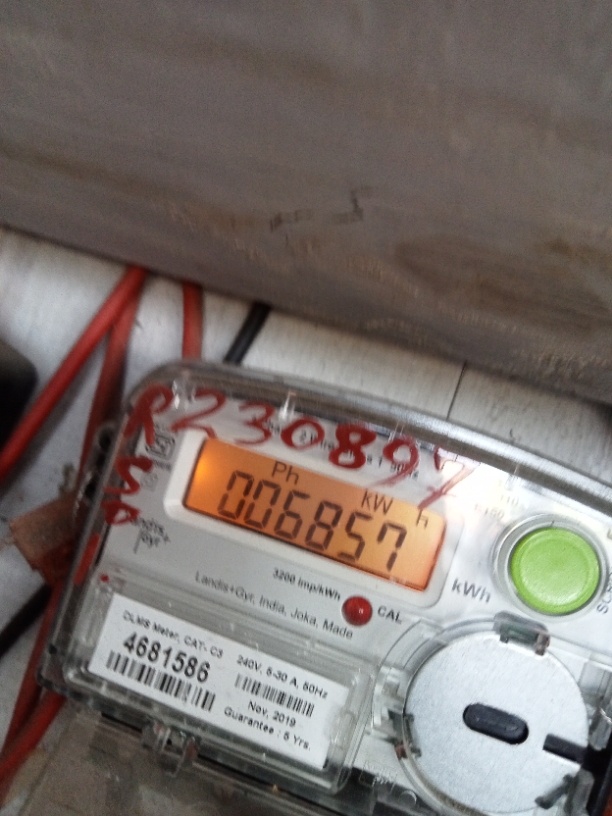 R230897
SP
Ph
kW h
006857
kWh
3200 imp/kWh
CAL
Landis+Gyr, India, Joka, Made
DLMS Meter, CAT- C3
4681586
240V, 5-30 A, 50Hz
Nov, 2019
Guarantee : 5 Yrs.